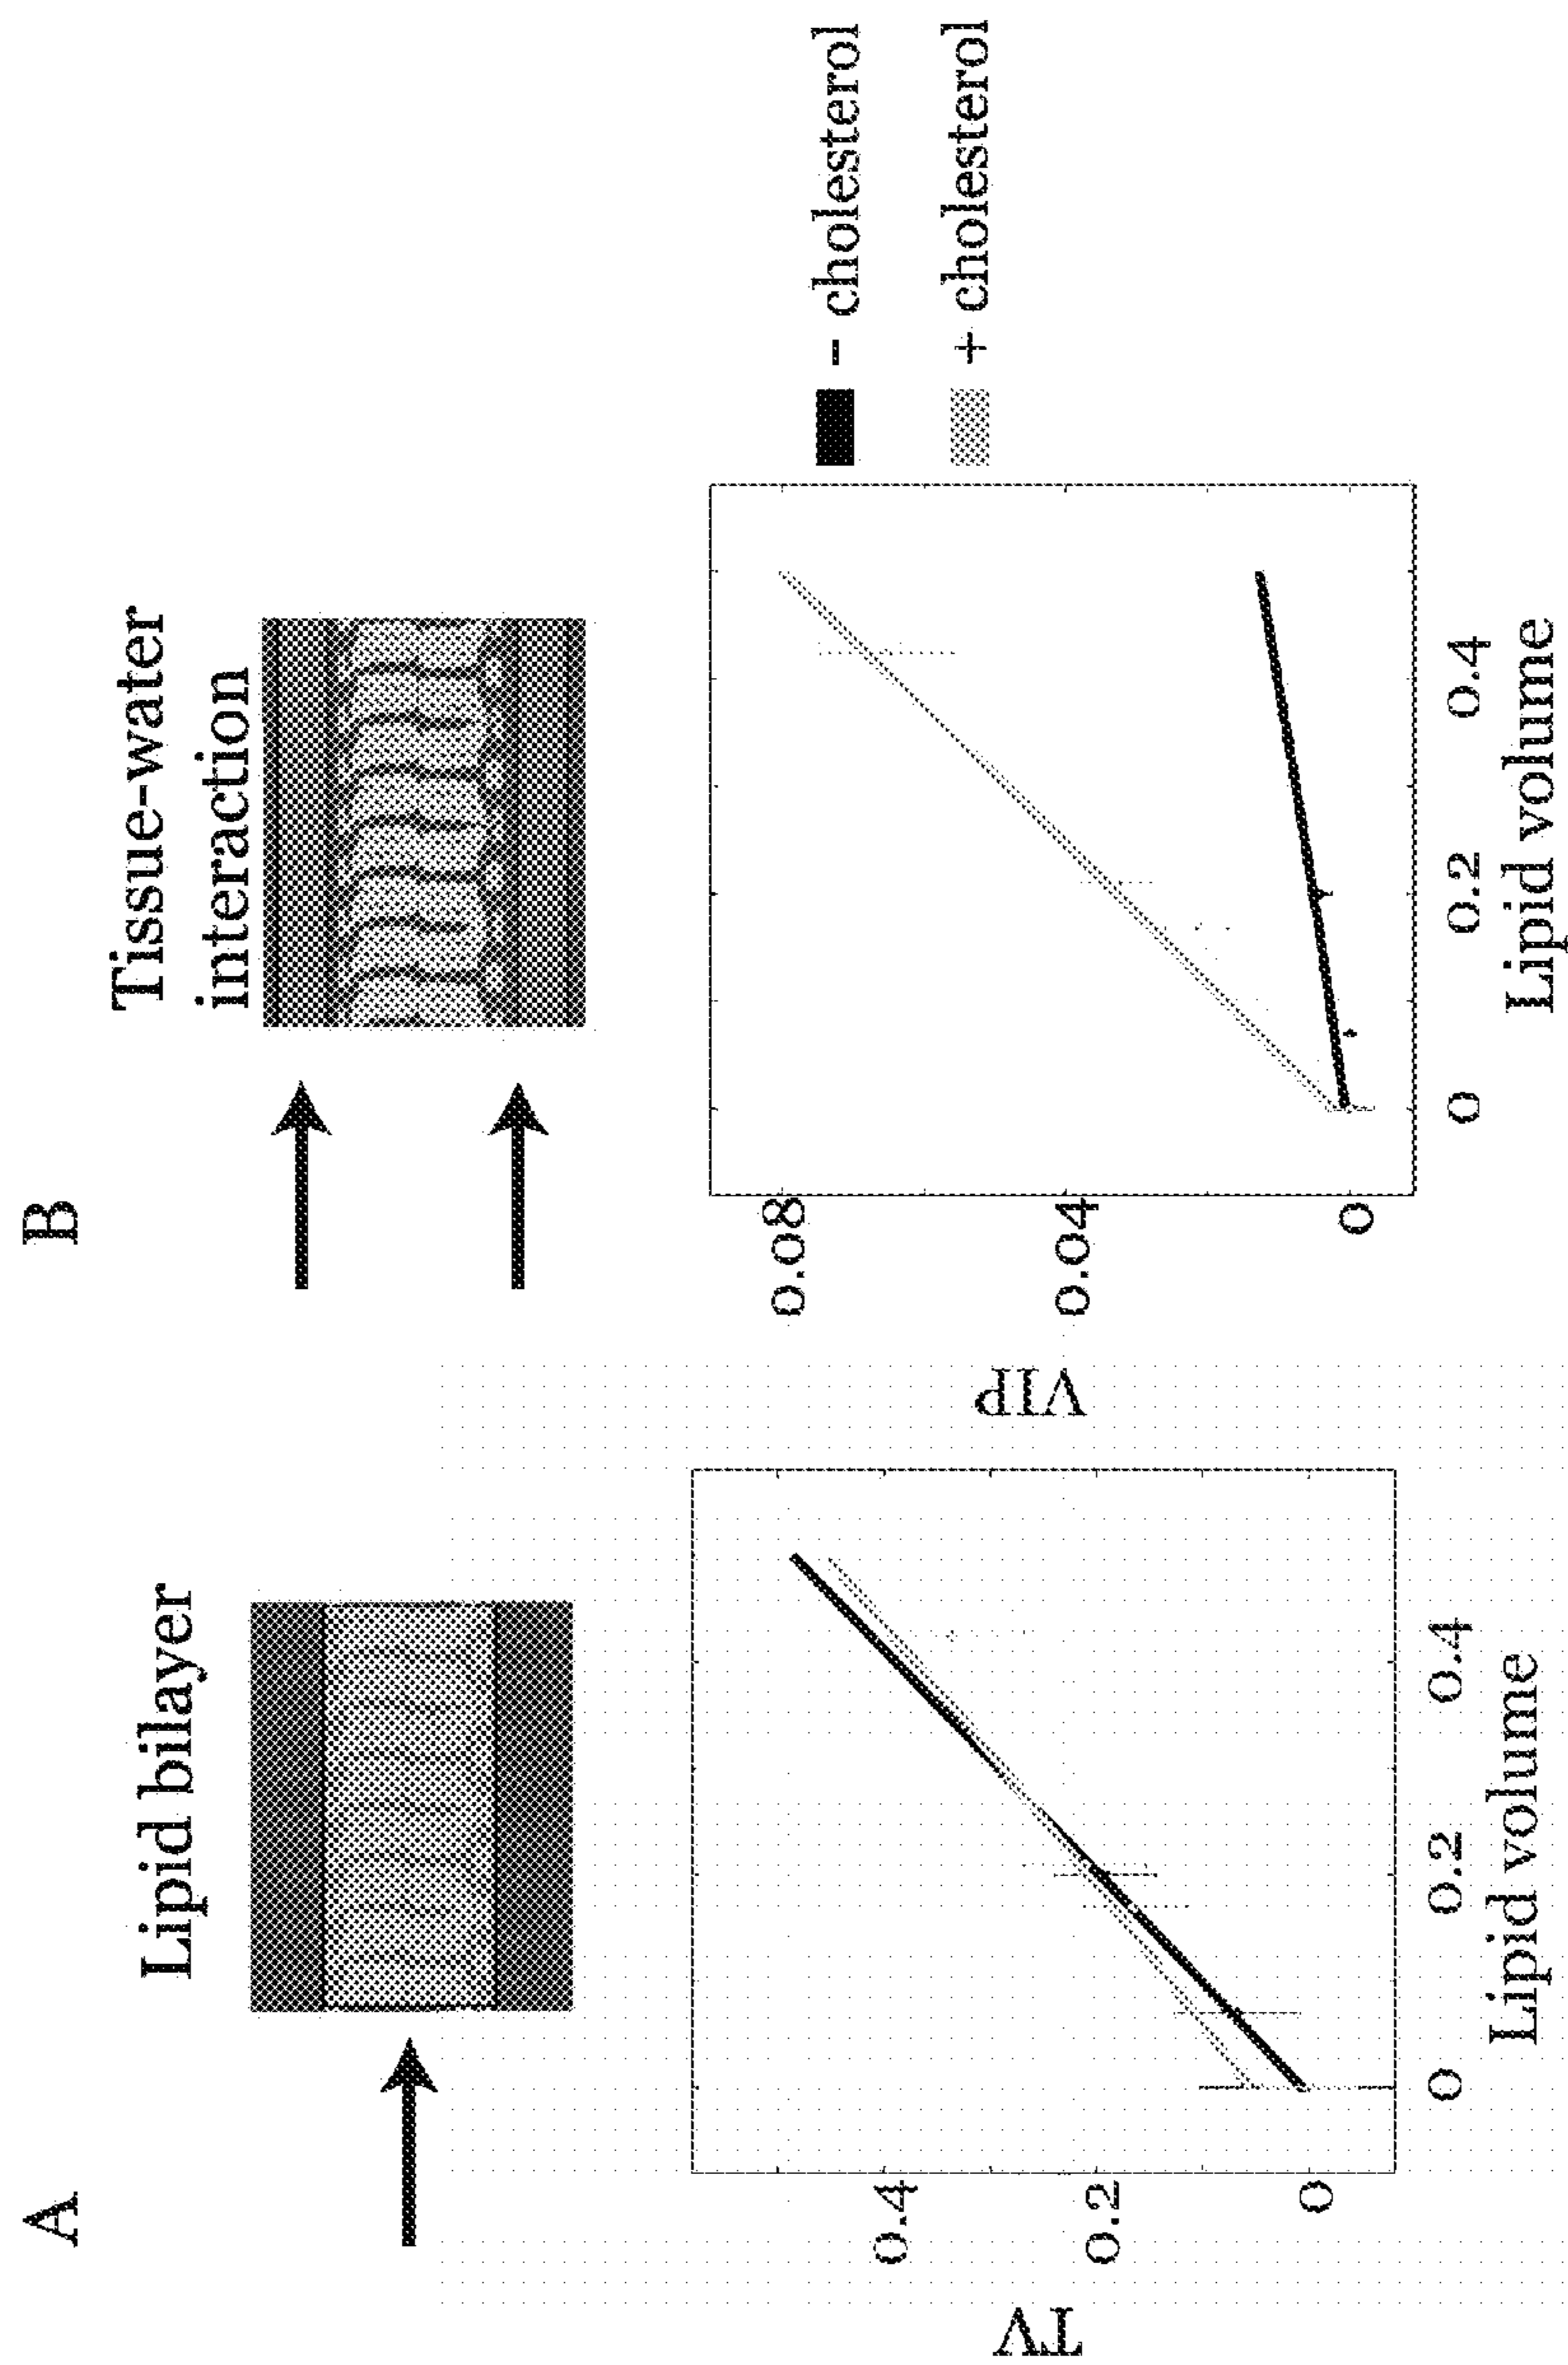 A
Lipid bilayer
TV
0.4
0.2
0
0
0.2
0.4
Lipid volume
B
Tissue-water
interaction
VIP
0.08
0.04
0
0
0.2
0.4
Lipid volume
– cholesterol
+ cholesterol